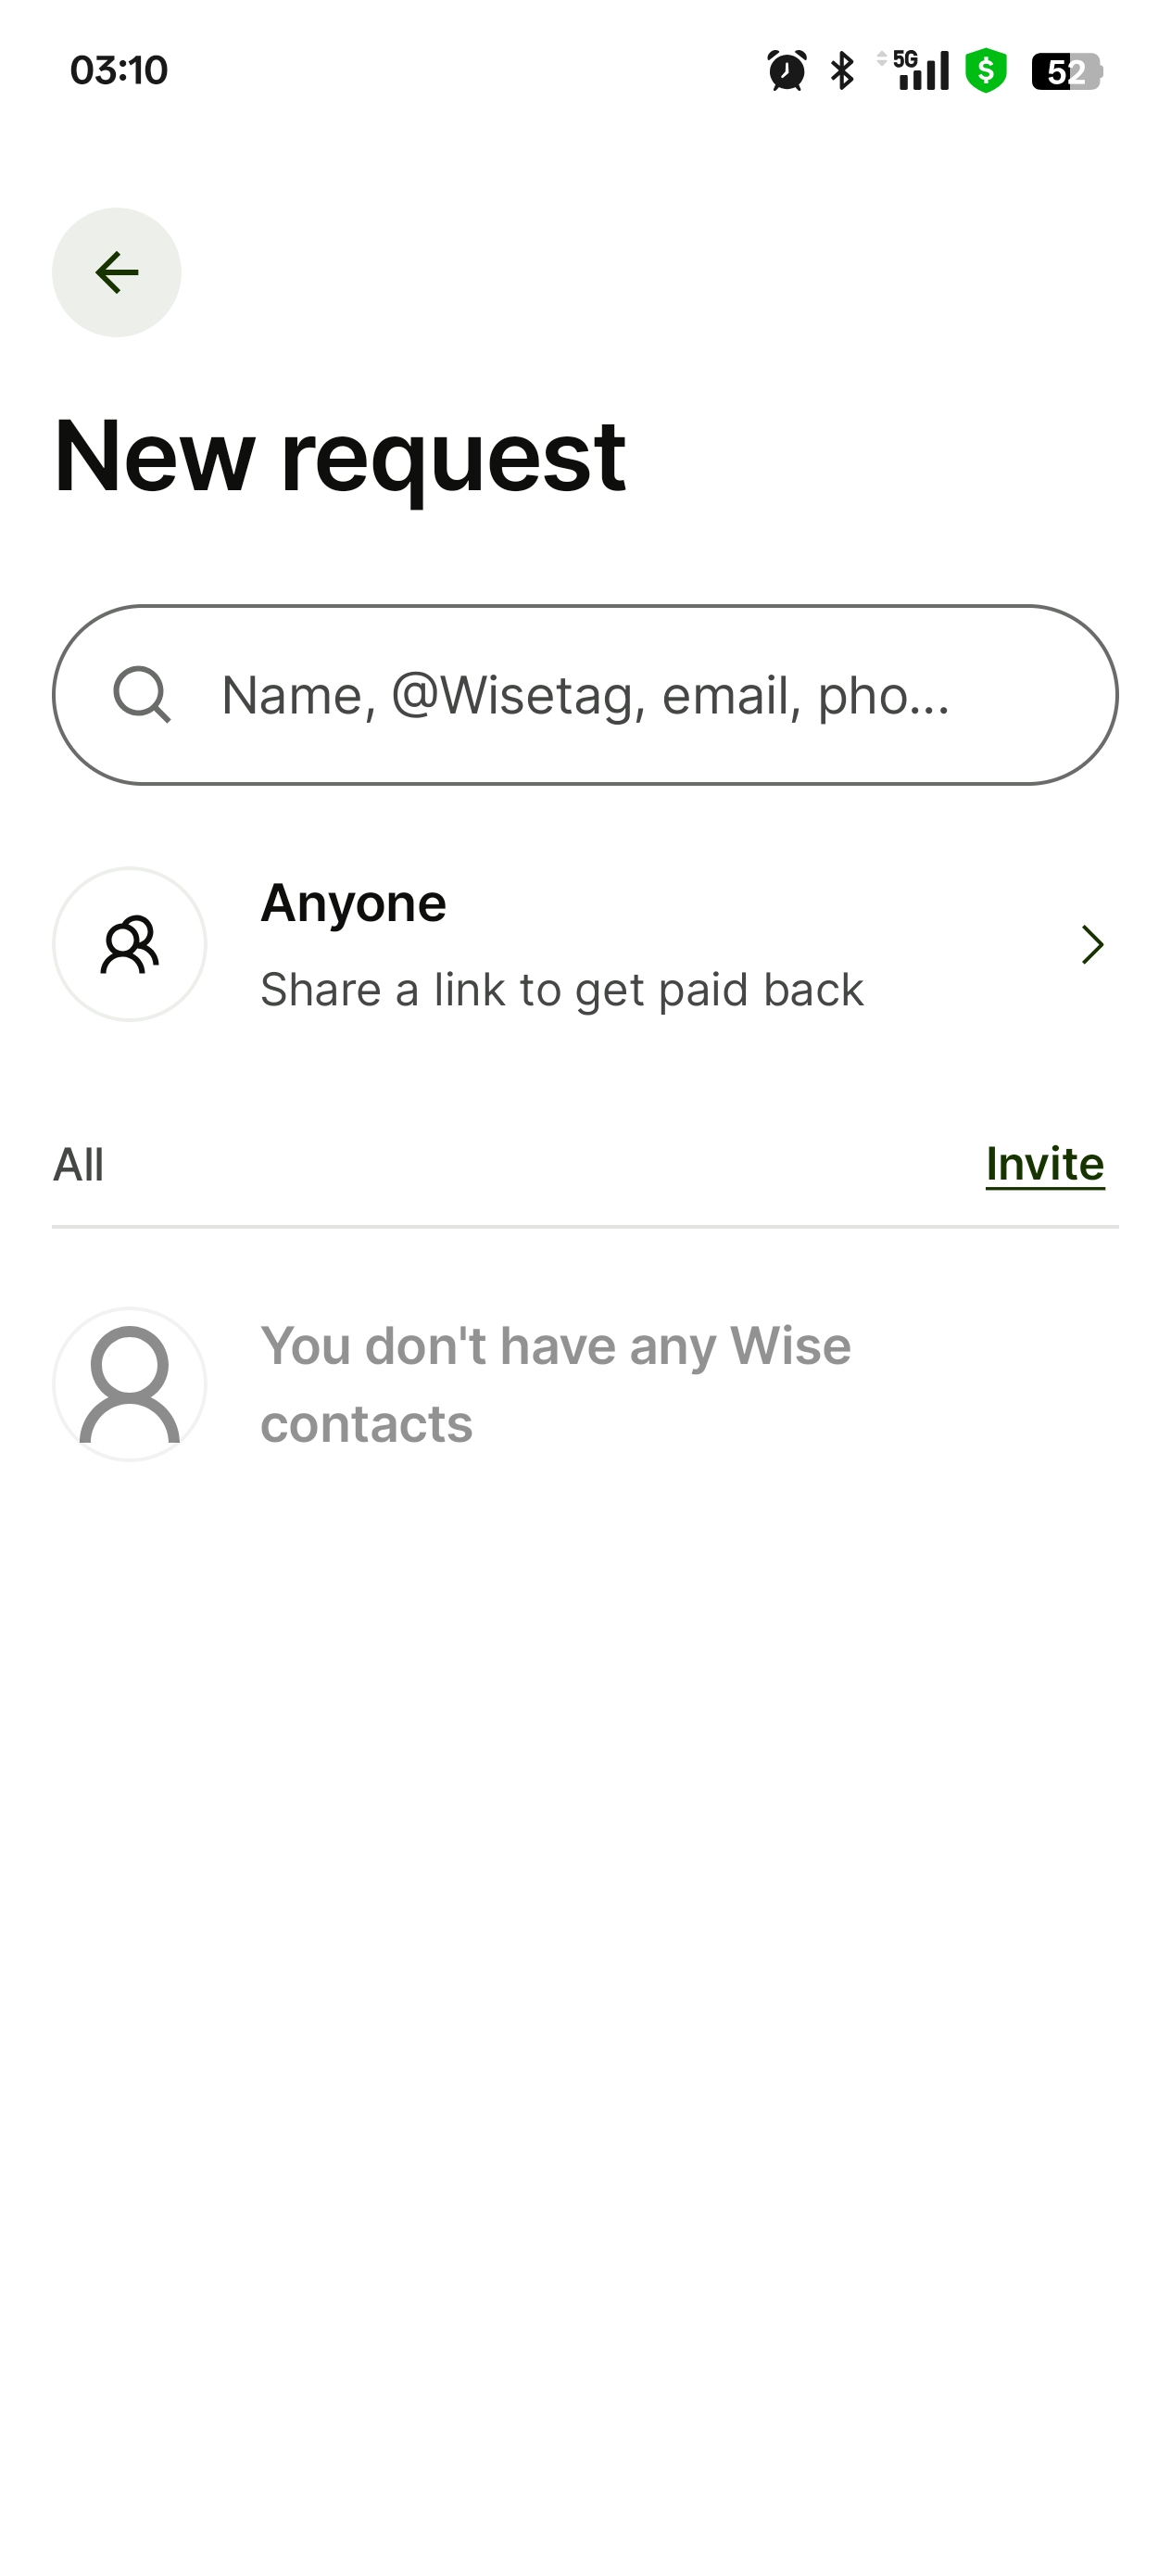 03:10
5G
$
52
New request
Name, @Wisetag, email, pho...
Anyone
Share a link to get paid back
All
Invite
You don't have any Wise
contacts